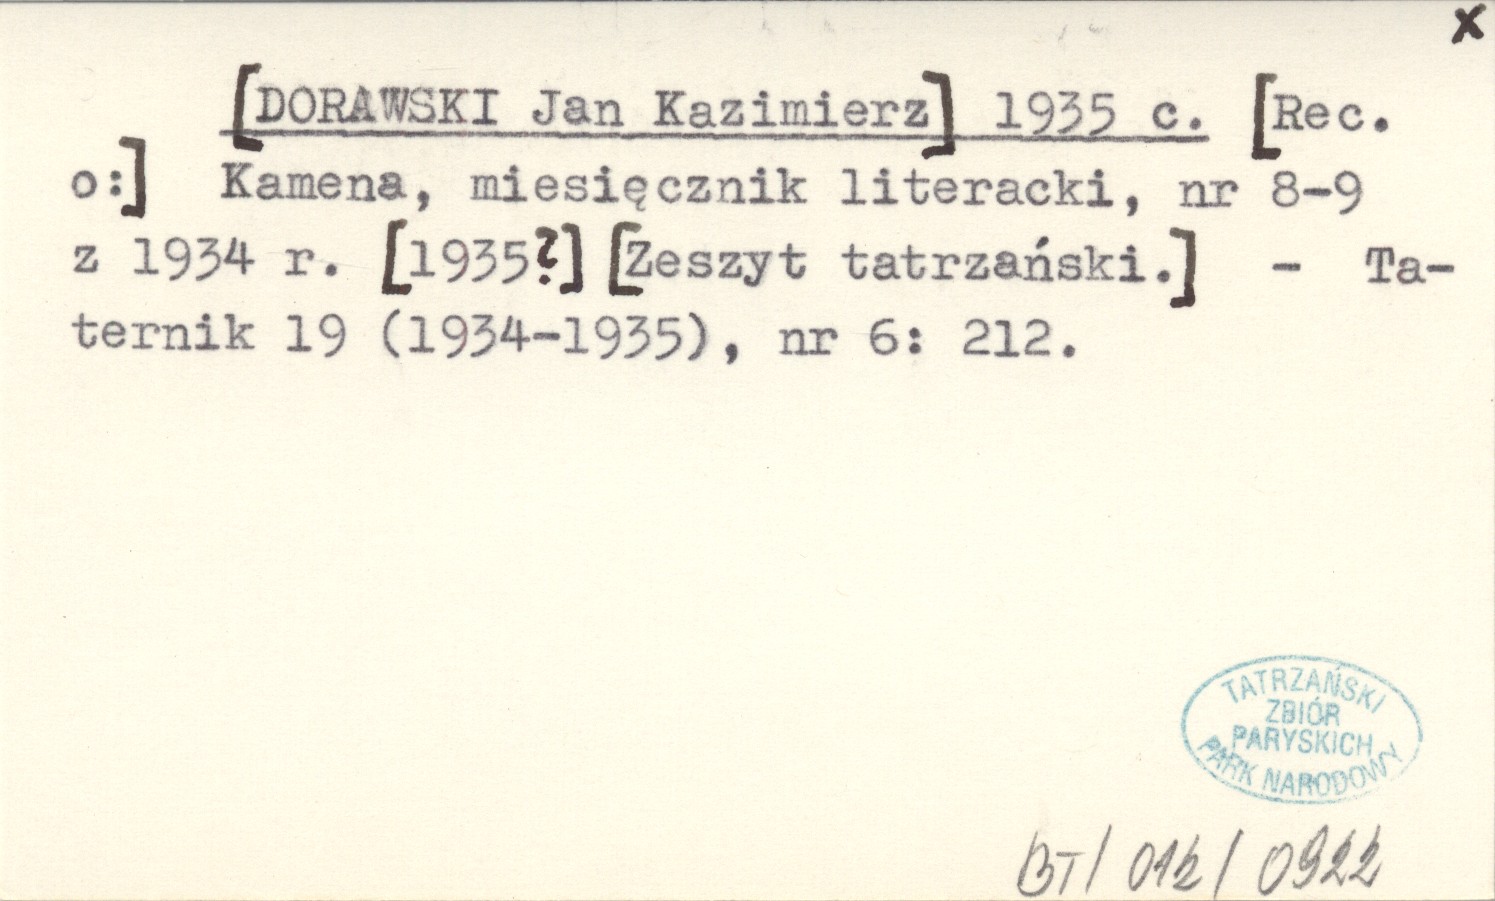 x
[DORAWSKI Jan Kazimierz] 1935 c. [Rec.
o:] Kamena, miesięcznik literacki, nr 8-9
z 1934 r. [1935?] [Zeszyt tatrzański.] - Ta-
ternik 19 (1934-1935), nr 6: 212.
TATRZAŃSKI
ZBIÓR
PARYSKICH
PARK NARODOWY
BT/012/0922